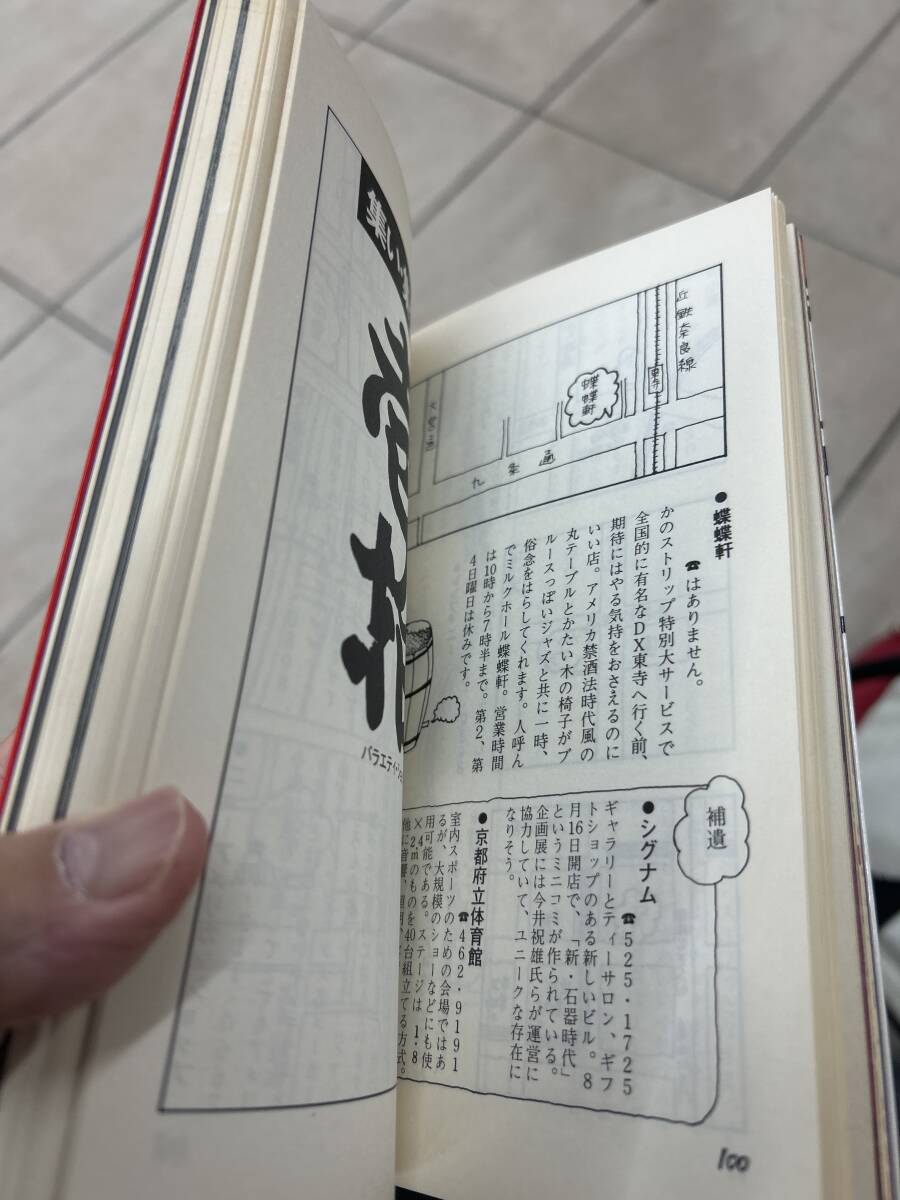 集い
バラエティ
近鉄奈良線
東寺
蝶蝶軒
九条通
●蝶蝶軒
☎はありません。
かのストリップ特別大サービスで
全国的に有名なDX東寺へ行く前、
期待にはやる気持をおさえるのに
いい店。アメリカ禁酒法時代風の
丸テーブルとかたい木の椅子がブ
ルースっぽいジャズと共に一時、
俗念をはらしてくれます。人呼ん
でミルクホール蝶蝶軒。営業時間
は10時から7時半まで。第2、第
4日曜日は休みです。
補遺
●シグナム
☎525・1725
ギャラリーとティーサロン、ギフ
トショップのある新しいビル。8
月16日開店で、「新・石器時代」
というミニコミが作られている。
企画展には今井祝雄氏らが運営に
協力していて、ユニークな存在に
なりそう。
●京都府立体育館
☎462・9191
室内スポーツのための会場ではあ
るが、大規模のショーなどにも使
用可能である。ステージは1.8
×2.4mのものを40台組立てる方式。
100